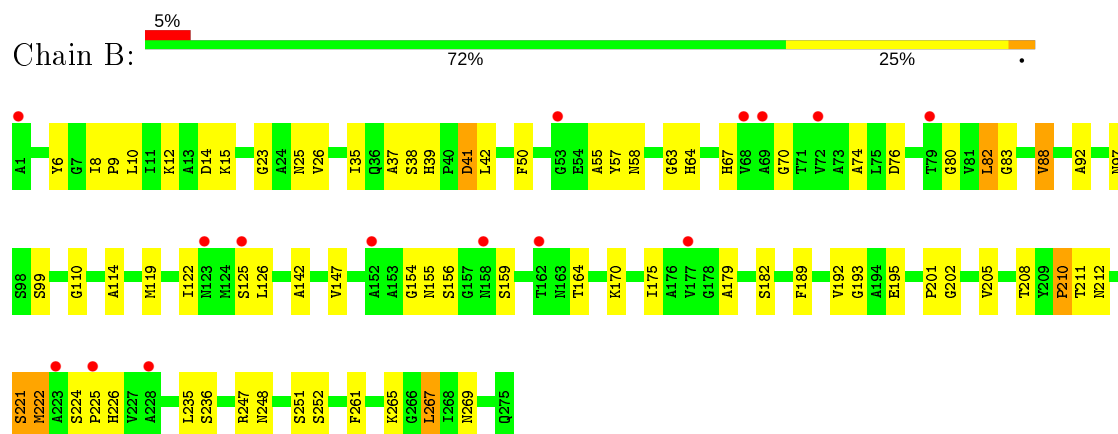 5%
Chain B:
72% 25% •
A1 Y6 G7 I8 P9 L10 I11 K12 A13 D14 K15 G23 A24 N25 V26 I35 Q36 A37 S38 H39 P40 D41 L42 F50 G53 E54 A55 Y57 N58 G63 H64 H67 V68 A69 G70 T71 V72 A73 A74 L75 D76 T79 G80 V81 L82 G83 V88 A92 N97
S98 S99 G110 A114 M119 I122 N123 M124 S125 L126 A142 V147 A152 A153 G154 N155 S156 G157 N158 S159 T162 N163 T164 K170 I175 A176 V177 G178 A179 S182 F189 V192 G193 A194 E195 P201 G202 V205 T208 Y209 P210 T211 N212
S221 M222 A223 S224 P225 H226 V227 A228 L235 S236 R247 N248 S251 S252 F261 K265 G266 L267 I268 N269 Q275